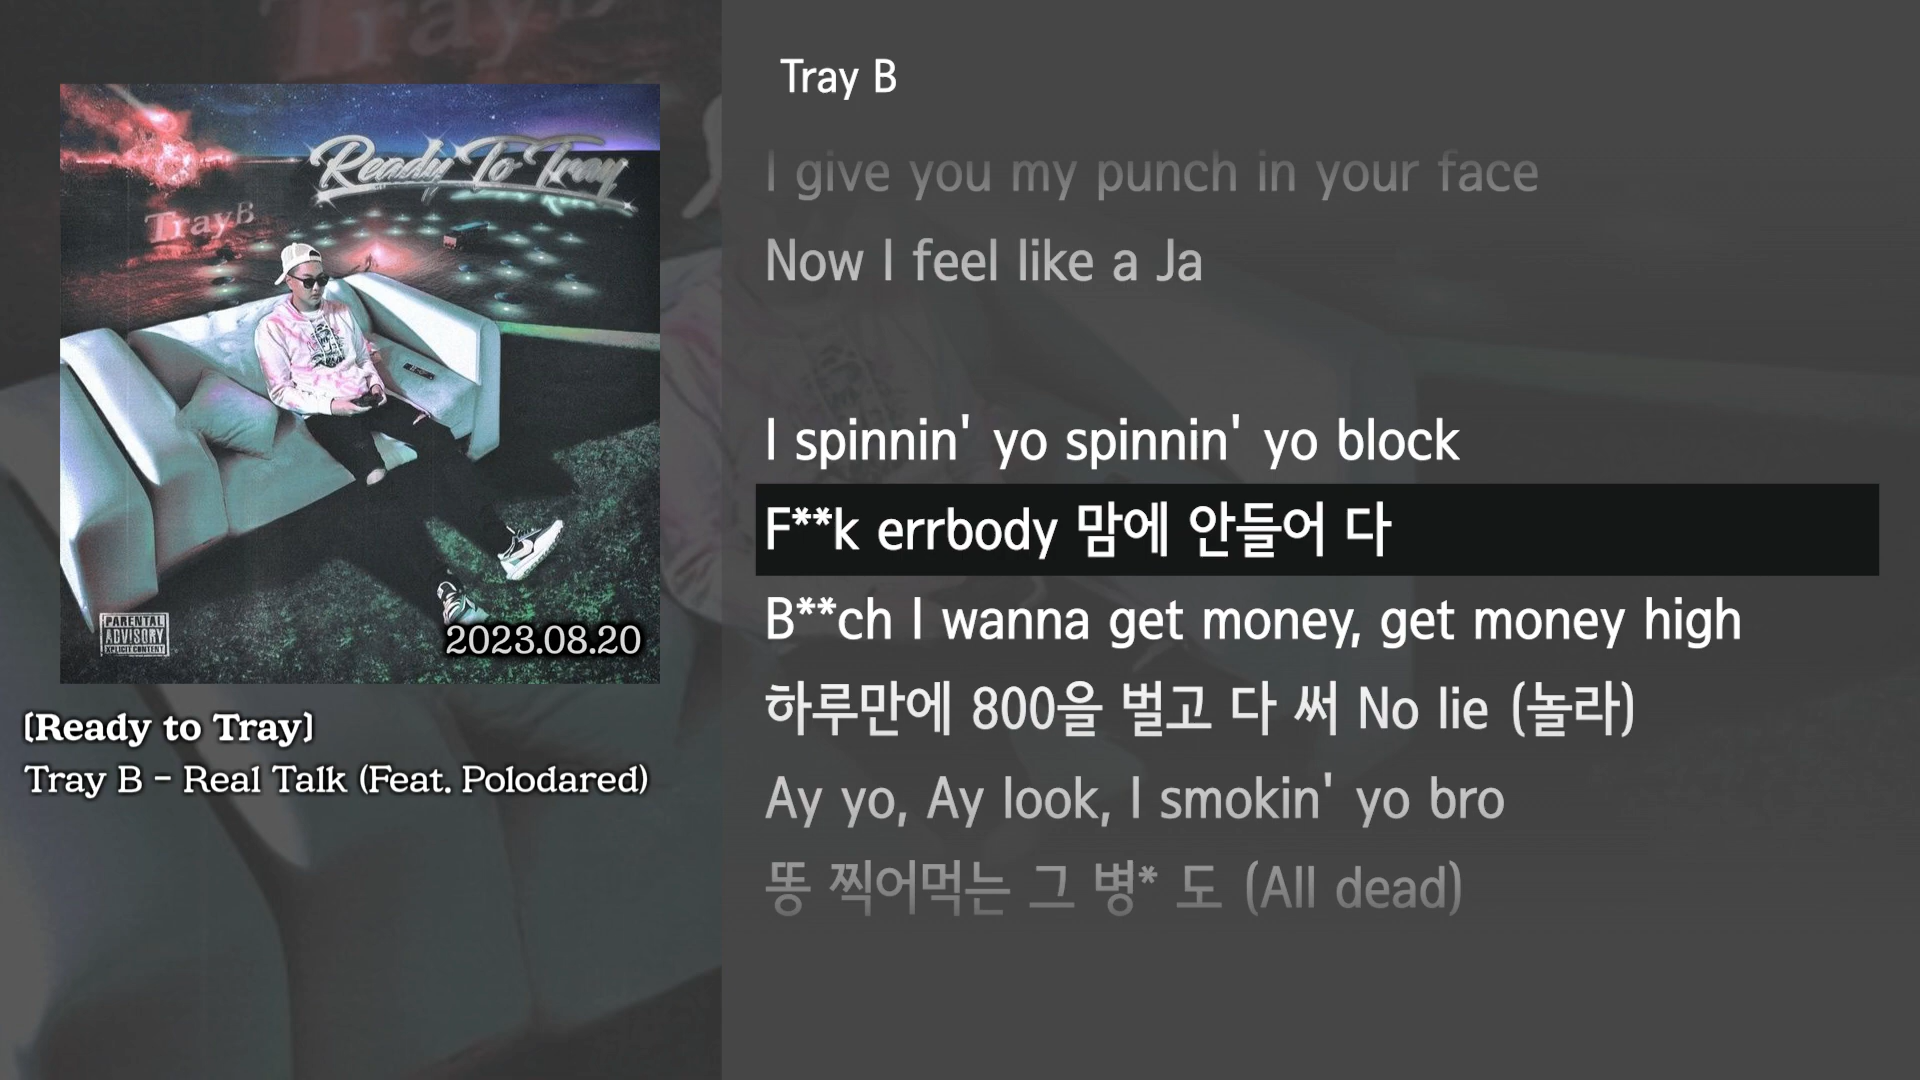 Ready To Tray
TrayB
PARENTAL
ADVISORY
EXPLICIT CONTENT
2023.08.20
[Ready to Tray]
Tray B - Real Talk (Feat. Polodared)
Tray B
I give you my punch in your face
Now I feel like a Ja
I spinnin' yo spinnin' yo block
F**k errbody 맘에 안들어 다
B**ch I wanna get money, get money high
하루만에 800을 벌고 다 써 No lie (놀라)
Ay yo, Ay look, I smokin' yo bro
똥 찍어먹는 그 병* 도 (All dead)